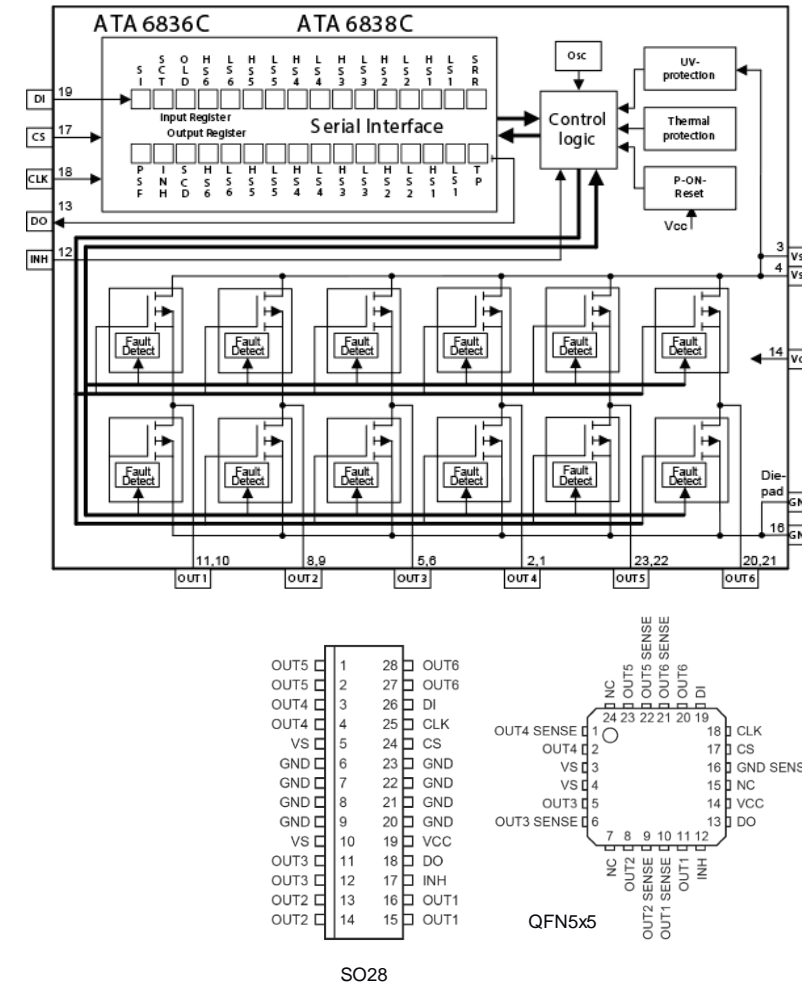 ATA 6836C ATA 6838C
S I
S C T
O L D
H S 6
L S 6
H S 5
L S 5
H S 4
L S 4
H S 3
L S 3
H S 2
L S 2
H S 1
L S 1
S R R
Input Register
Output Register
Serial Interface
P S F
I N H
S C D
H S 6
L S 6
H S 5
L S 5
H S 4
L S 4
H S 3
L S 3
H S 2
L S 2
H S 1
L S 1
T P
DI 19
CS 17
CLK 18
DO 13
INH 12
Osc
Control
logic
UV-
protection
Thermal
protection
P-ON-
Reset
Vcc
3
Vs
4
Vs
14
Die-
pad
16
Fault
Detect
Fault
Detect
Fault
Detect
Fault
Detect
Fault
Detect
Fault
Detect
Fault
Detect
Fault
Detect
Fault
Detect
Fault
Detect
Fault
Detect
Fault
Detect
11,10 8,9 5,6 2,1 23,22 20,21
OUT1 OUT2 OUT3 OUT4 OUT5 OUT6
OUT5 1 28 OUT6
OUT5 2 27 OUT6
OUT4 3 26 DI
OUT4 4 25 CLK
VS 5 24 CS
GND 6 23 GND
GND 7 22 GND
GND 8 21 GND
GND 9 20 GND
VS 10 19 VCC
OUT3 11 18 DO
OUT3 12 17 INH
OUT2 13 16 OUT1
OUT2 14 15 OUT1
SO28
NC
OUT5
OUT5 SENSE
OUT6 SENSE
OUT6
DI
24 23 22 21 20 19
OUT4 SENSE 1 18 CLK
OUT4 2 17 CS
VS 3 16 GND SENS
VS 4 15 NC
OUT3 5 14 VCC
OUT3 SENSE 6 13 DO
7 8 9 10 11 12
NC
OUT2
OUT2 SENSE
OUT1 SENSE
OUT1
INH
QFN5x5